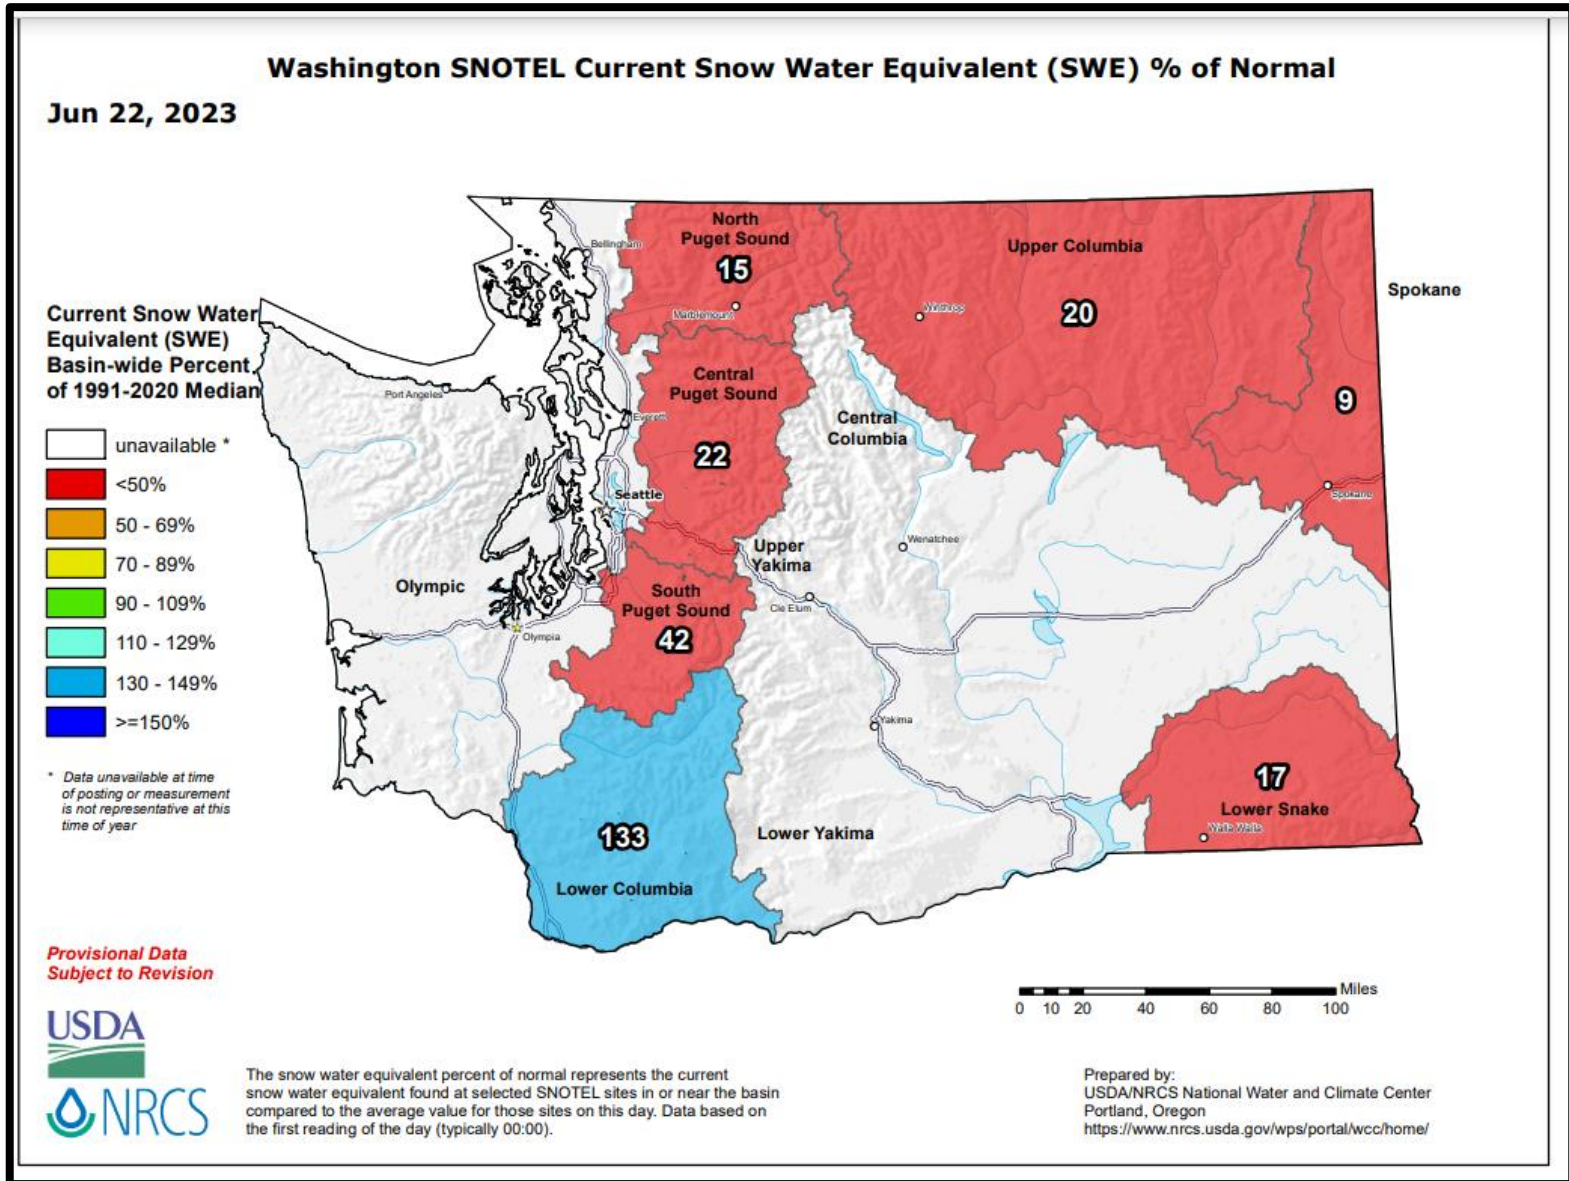 Washington SNOTEL Current Snow Water Equivalent (SWE) % of Normal
Jun 22, 2023
Current Snow Water
Equivalent (SWE)
Basin-wide Percent
of 1991-2020 Median
unavailable *
<50%
50 - 69%
70 - 89%
90 - 109%
110 - 129%
130 - 149%
>=150%
* Data unavailable at time
of posting or measurement
is not representative at this
time of year
Provisional Data
Subject to Revision
USDA
NRCS
North
Puget Sound
15
Bellingham
Marblemount
Upper Columbia
20
Winthrop
Spokane
9
Spokane
Central
Puget Sound
22
Central
Columbia
Port Angeles
Everett
Seattle
Wenatchee
Upper
Yakima
Cle Elum
Olympic
Olympia
South
Puget Sound
42
Yakima
17
Lower Snake
Walla Walla
133
Lower Columbia
Lower Yakima
Miles
0 10 20 40 60 80 100
The snow water equivalent percent of normal represents the current
snow water equivalent found at selected SNOTEL sites in or near the basin
compared to the average value for those sites on this day. Data based on
the first reading of the day (typically 00:00).
Prepared by:
USDA/NRCS National Water and Climate Center
Portland, Oregon
https://www.nrcs.usda.gov/wps/portal/wcc/home/